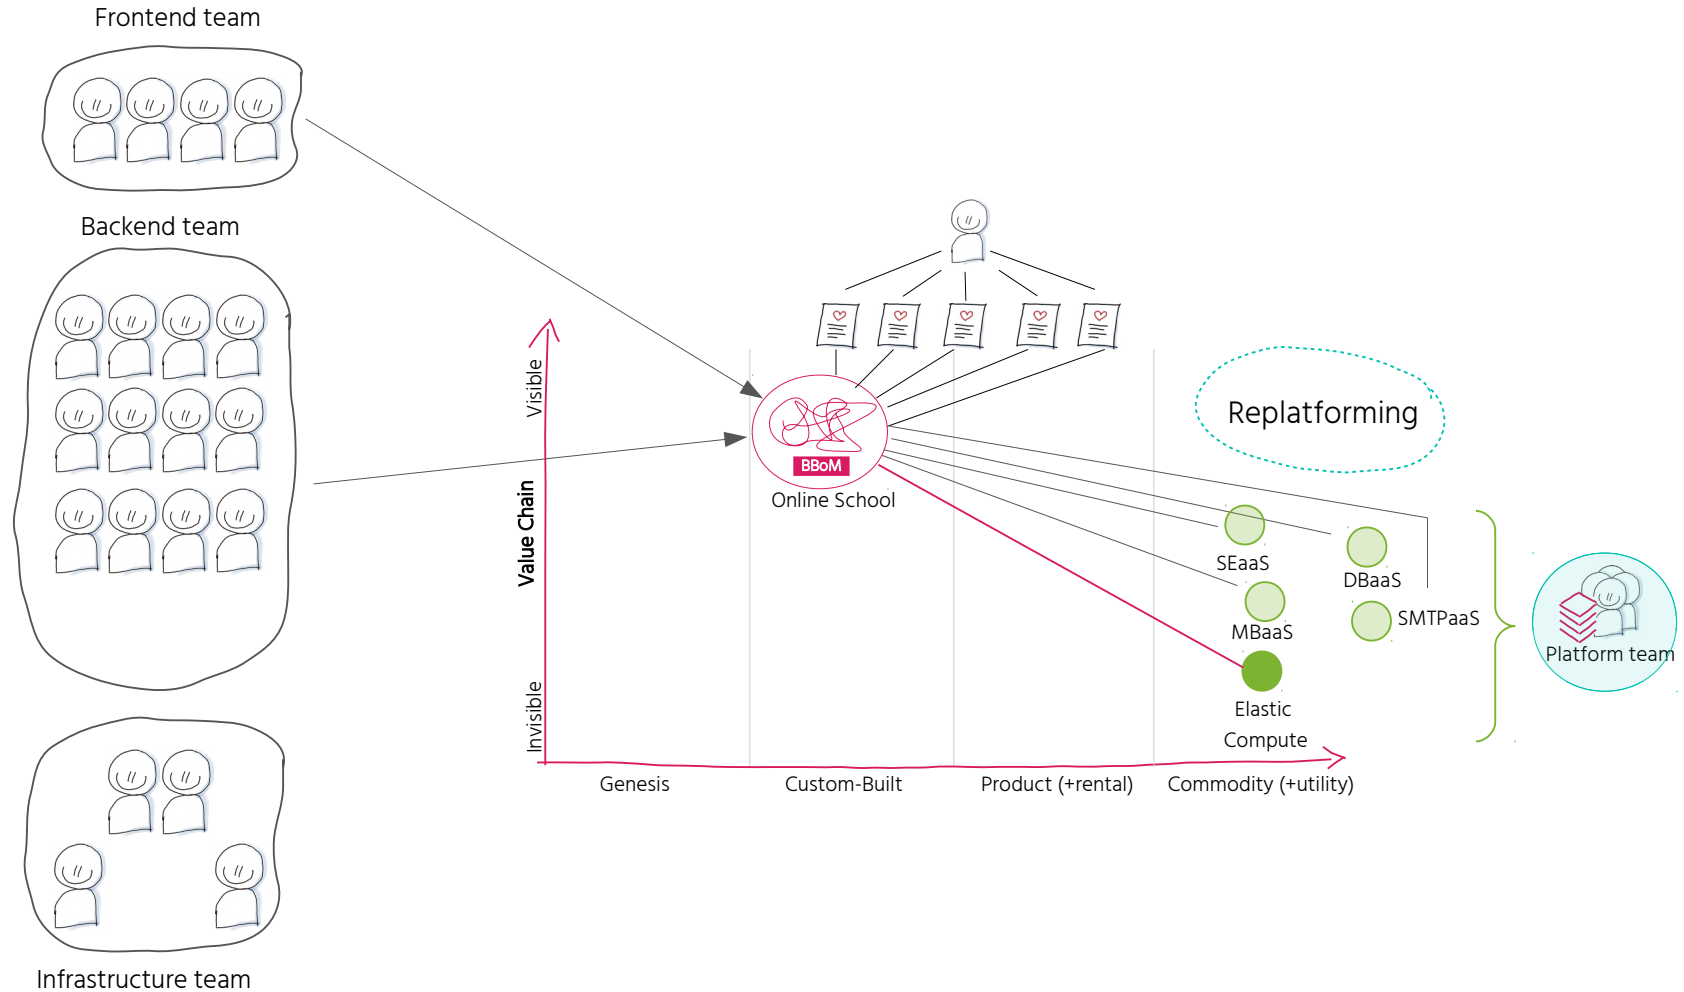 Frontend team
Backend team
Infrastructure team
Visible
Value Chain
Invisible
BBoM
Online School
Replatforming
SEaaS
DBaaS
MBaaS
SMTPaaS
Elastic
Compute
Platform team
Genesis
Custom-Built
Product (+rental)
Commodity (+utility)